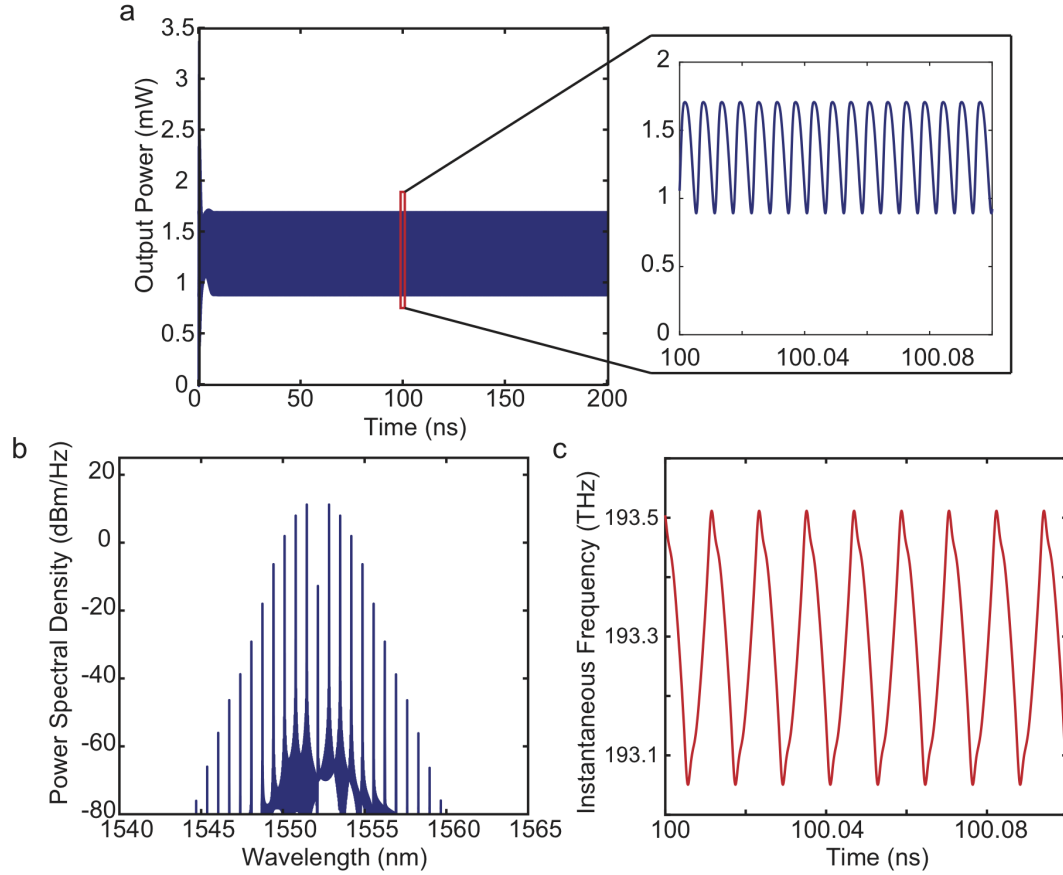 a
3.5
3
2.5
2
1.5
1
0.5
0
Output Power (mW)
0 50 100 150 200
Time (ns)
2
1.5
1
0.5
0
100 100.04 100.08
b
20
0
-20
-40
-60
-80
Power Spectral Density (dBm/Hz)
1540 1545 1550 1555 1560 1565
Wavelength (nm)
c
193.5
193.3
193.1
Instantaneous Frequency (THz)
100 100.04 100.08
Time (ns)